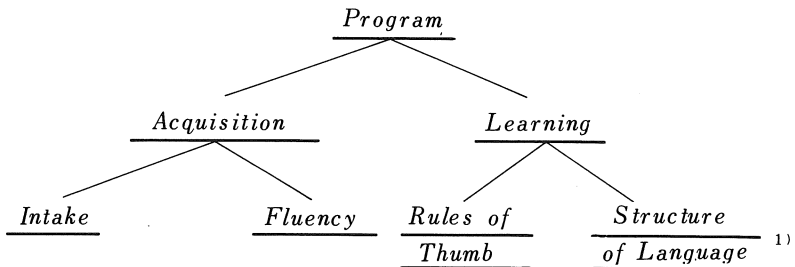 Program
Acquisition Learning
Intake Fluency Rules of Structure
Thumb of Language 1)